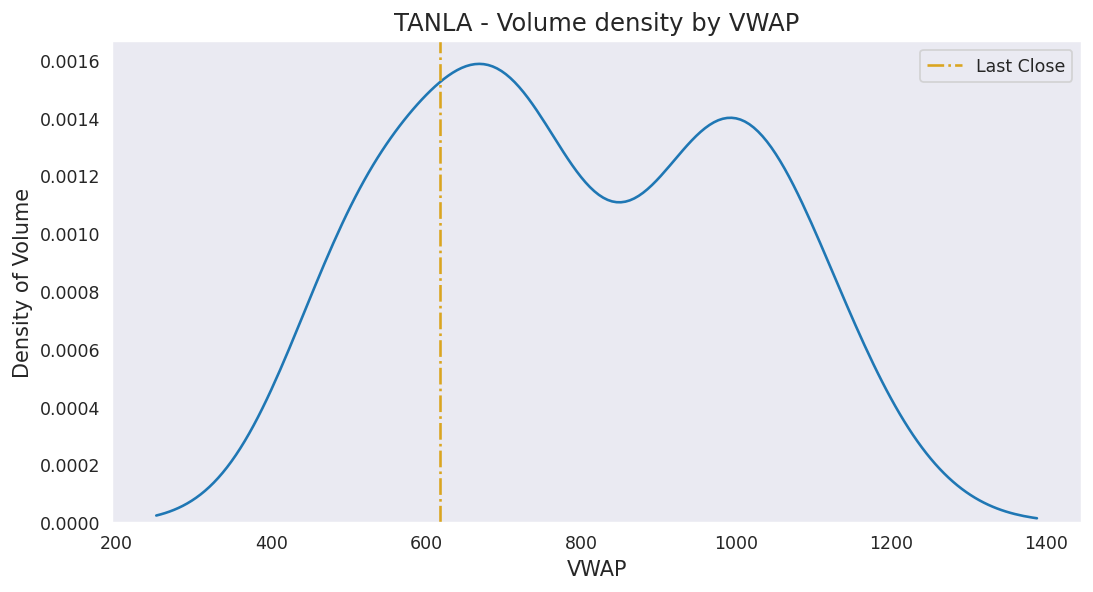 TANLA - Volume density by VWAP
Last Close
Density of Volume
0.0016
0.0014
0.0012
0.0010
0.0008
0.0006
0.0004
0.0002
0.0000
200 400 600 800 1000 1200 1400
VWAP